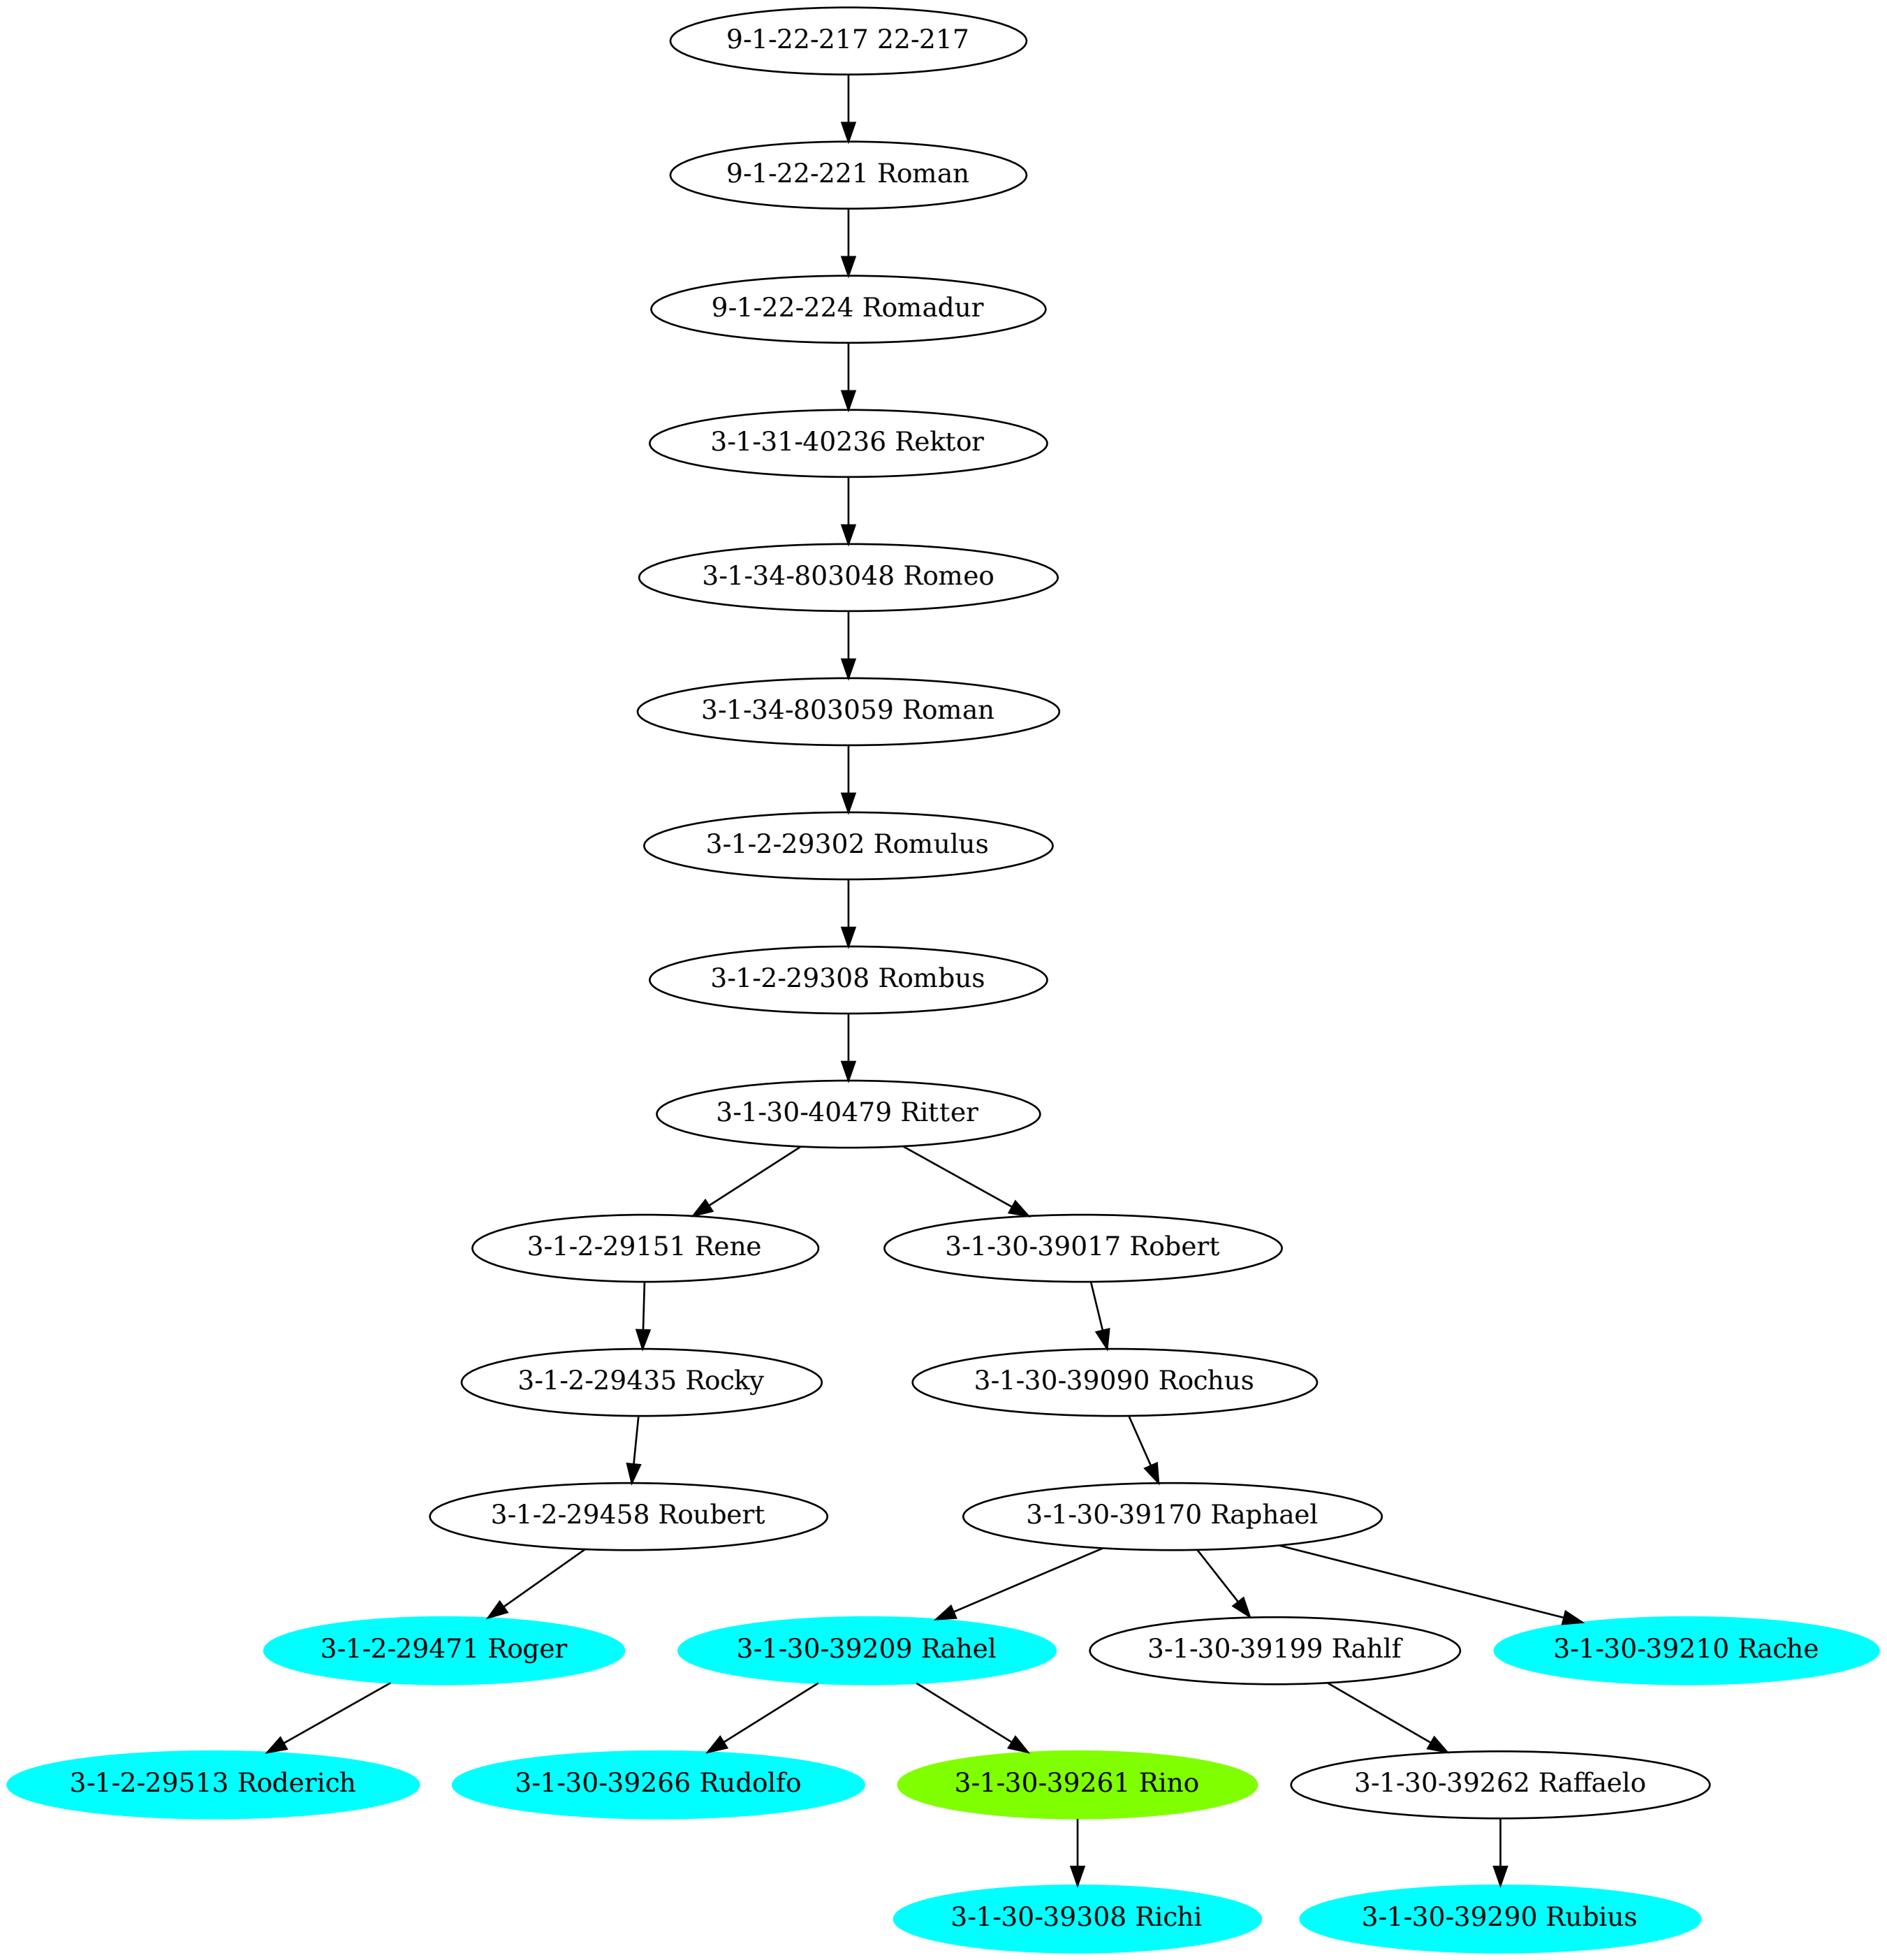 9-1-22-217 22-217
9-1-22-221 Roman
9-1-22-224 Romadur
3-1-31-40236 Rektor
3-1-34-803048 Romeo
3-1-34-803059 Roman
3-1-2-29302 Romulus
3-1-2-29308 Rombus
3-1-30-40479 Ritter
3-1-2-29151 Rene
3-1-30-39017 Robert
3-1-2-29435 Rocky
3-1-30-39090 Rochus
3-1-2-29458 Roubert
3-1-30-39170 Raphael
3-1-2-29471 Roger
3-1-30-39209 Rahel
3-1-30-39199 Rahlf
3-1-30-39210 Rache
3-1-2-29513 Roderich
3-1-30-39266 Rudolfo
3-1-30-39261 Rino
3-1-30-39262 Raffaelo
3-1-30-39308 Richi
3-1-30-39290 Rubius